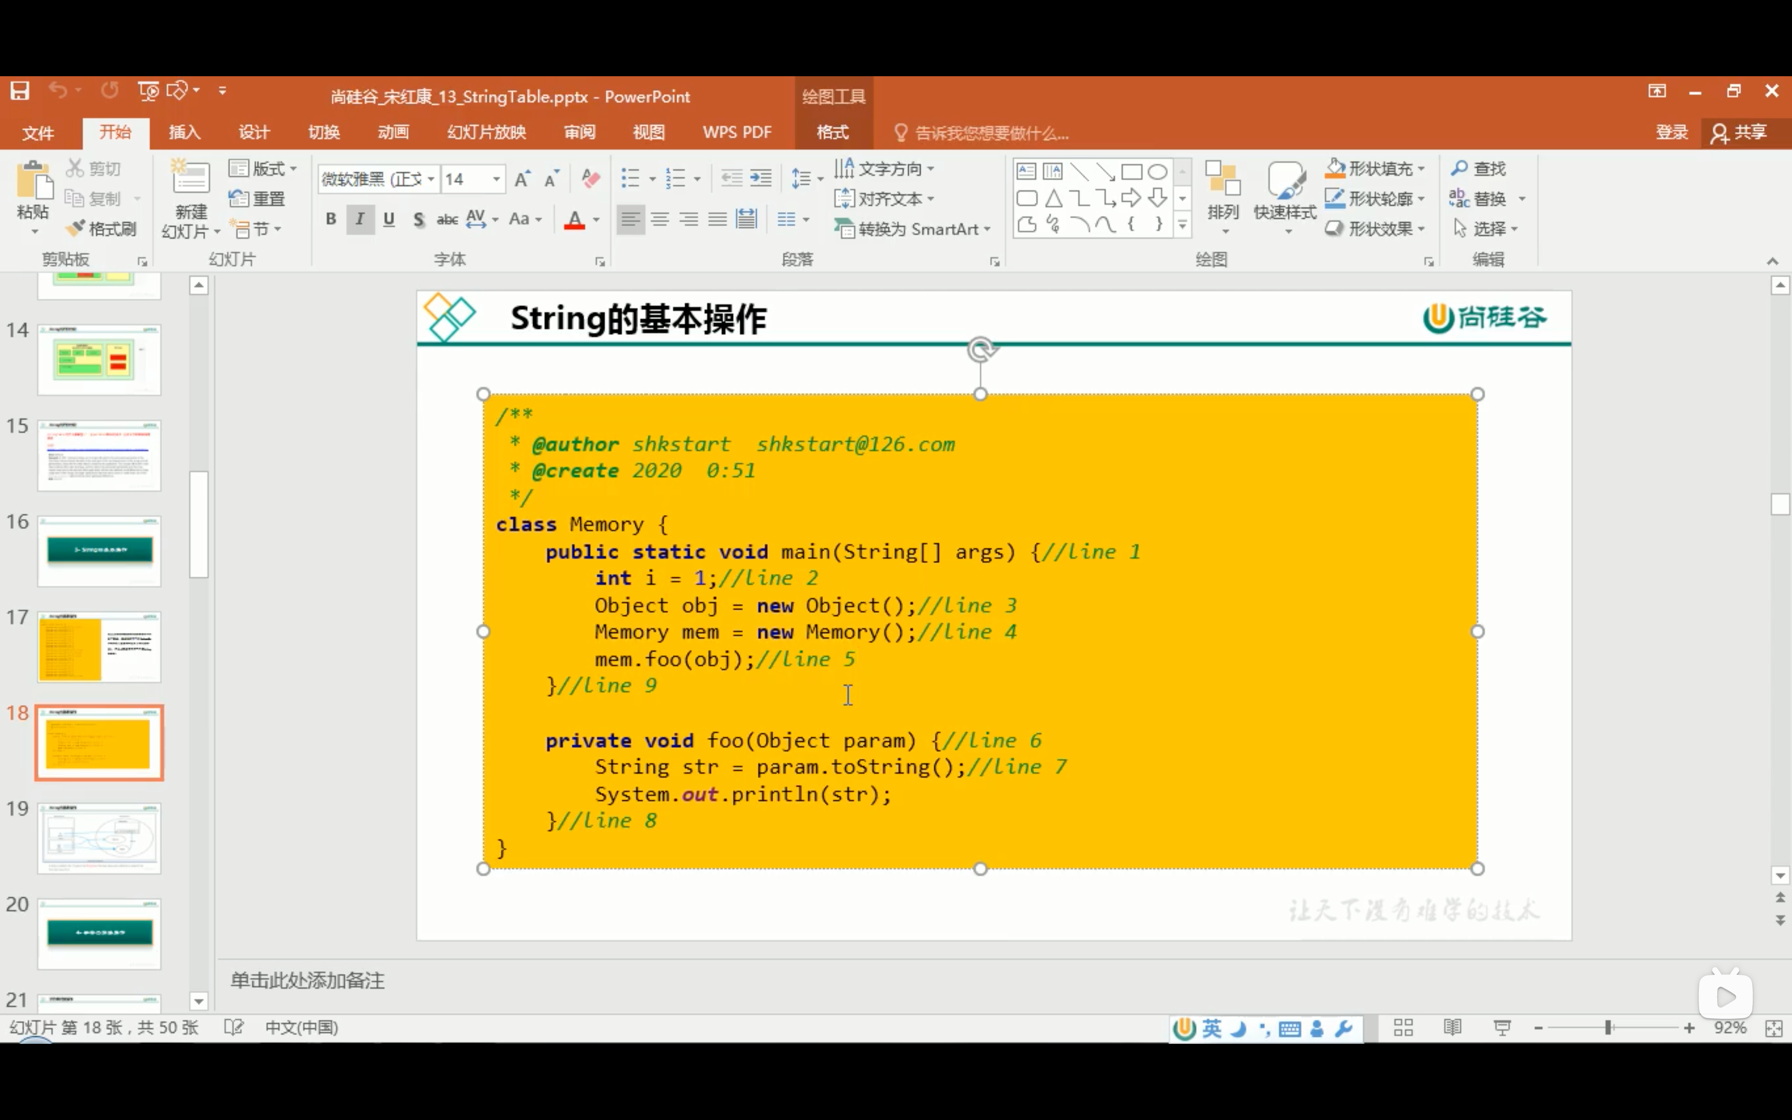 尚硅谷_宋红康_13_StringTable.pptx - PowerPoint
绘图工具
文件 开始 插入 设计 切换 动画 幻灯片放映 审阅 视图 WPS PDF 格式 告诉我您想要做什么... 登录 共享
粘贴
剪切
复制
格式刷
剪贴板
新建
幻灯片
版式
重置
节
幻灯片
微软雅黑 (正文 14
B I U S abc AV Aa A
字体
文字方向
对齐文本
转换为 SmartArt
段落
排列
快速样式
形状填充
形状轮廓
形状效果
绘图
查找
替换
选择
编辑
14
15
16
17
18
19
20
21
String的基本操作
尚硅谷
/**
* @author shkstart shkstart@126.com
* @create 2020 0:51
*/
class Memory {
public static void main(String[] args) {//line 1
int i = 1;//line 2
Object obj = new Object();//line 3
Memory mem = new Memory();//line 4
mem.foo(obj);//line 5
}//line 9
private void foo(Object param) {//line 6
String str = param.toString();//line 7
System.out.println(str);
}//line 8
}
让天下没有难学的技术
单击此处添加备注
幻灯片 第 18 张，共 50 张 中文(中国)
英
92%